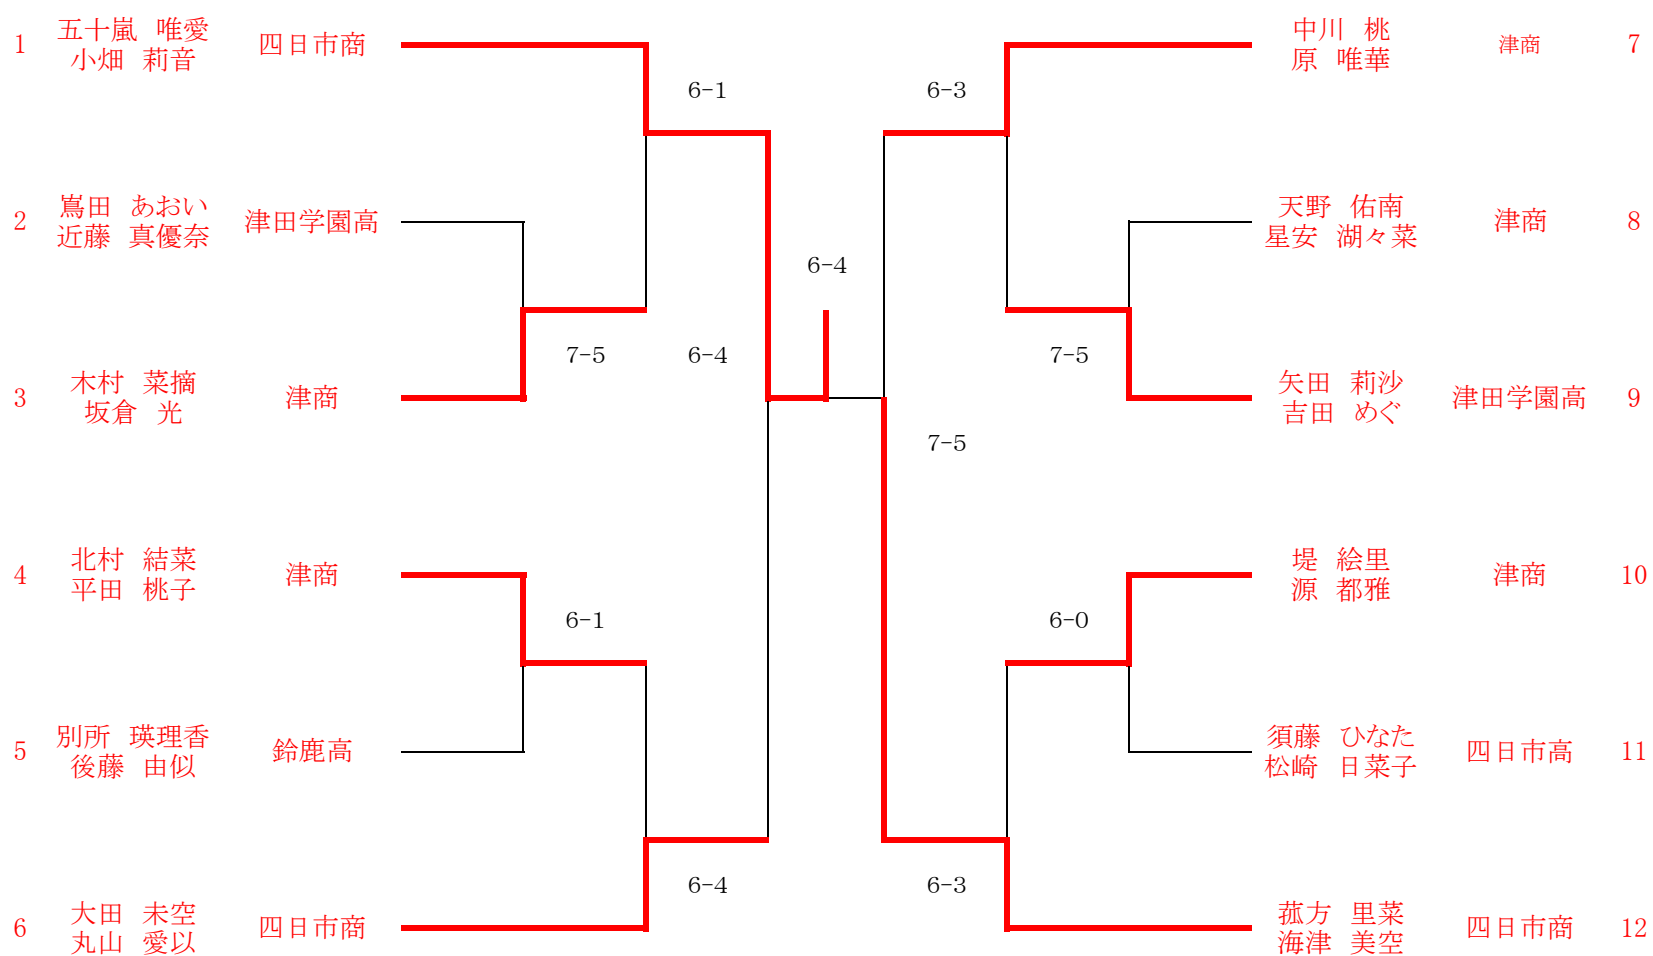 1 五十嵐 唯愛 四日市商
小畑 莉音
中川 桃 津商 7
原 唯華
6-1 6-3
2 嶌田 あおい 津田学園高
近藤 真優奈
天野 佑南 津商 8
星安 湖々菜
6-4
7-5 6-4 7-5
3 木村 菜摘 津商
坂倉 光
矢田 莉沙 津田学園高 9
吉田 めぐ
7-5
4 北村 結菜 津商
平田 桃子
堤 絵里 津商 10
源 都雅
6-1 6-0
5 別所 瑛理香 鈴鹿高
後藤 由似
須藤 ひなた 四日市高 11
松崎 日菜子
6-4 6-3
6 大田 未空 四日市商
丸山 愛以
菰方 里菜 四日市商 12
海津 美空